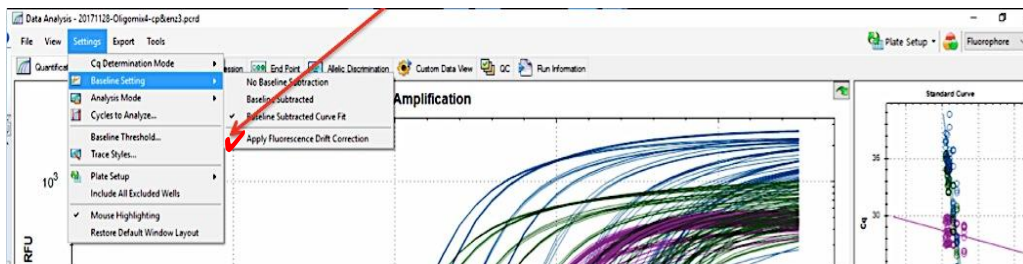 Data Analysis - 20171128-Oligomix4-cp&enz3.pcrd
File View Settings Export Tools
Plate Setup
Fluorophore
Quantificat
ession
End Point
Allelic Discrimination
Custom Data View
QC
Run Information
Cq Determination Mode
Baseline Setting
Analysis Mode
Cycles to Analyze...
Baseline Threshold...
Trace Styles...
Plate Setup
Include All Excluded Wells
Mouse Highlighting
Restore Default Window Layout
No Baseline Subtraction
Baseline Subtracted
Baseline Subtracted Curve Fit
Apply Fluorescence Drift Correction
Amplification
10³
RFU
Standard Curve
35
30
Cq